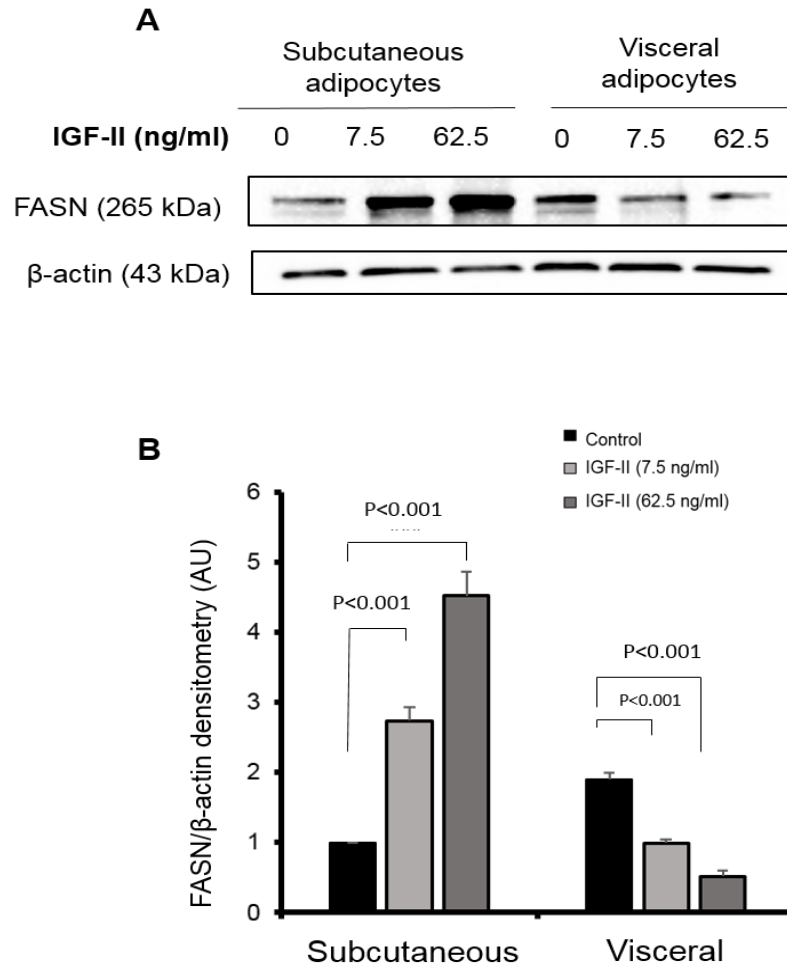 A
Subcutaneous
adipocytes
Visceral
adipocytes
IGF-II (ng/ml)
0
7.5
62.5
0
7.5
62.5
FASN (265 kDa)
β-actin (43 kDa)
B
Control
IGF-II (7.5 ng/ml)
IGF-II (62.5 ng/ml)
FASN/β-actin densitometry (AU)
6
5
4
3
2
1
0
P<0.001
P<0.001
P<0.001
P<0.001
Subcutaneous
Visceral